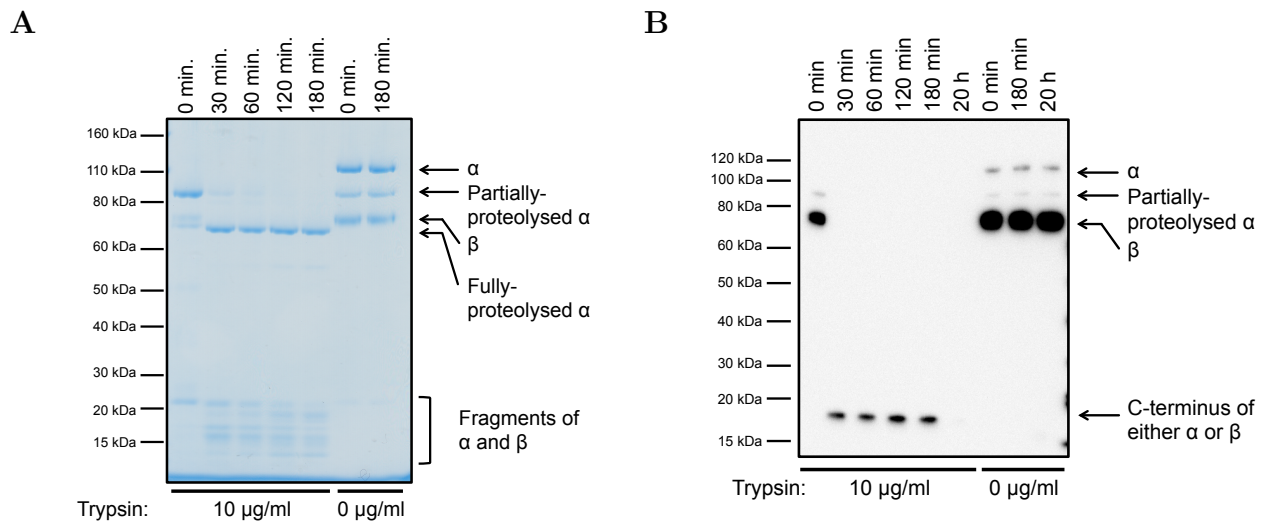 A
0 min.
30 min.
60 min.
120 min.
180 min.
0 min.
180 min.
160 kDa
110 kDa
80 kDa
60 kDa
50 kDa
40 kDa
30 kDa
20 kDa
15 kDa
α
Partially-
proteolysed α
β
Fully-
proteolysed α
Fragments of
α and β
Trypsin:
10 µg/ml
0 µg/ml
B
0 min
30 min
60 min
120 min
180 min
20 h
0 min
180 min
20 h
120 kDa
100 kDa
80 kDa
60 kDa
50 kDa
40 kDa
30 kDa
20 kDa
15 kDa
α
Partially-
proteolysed α
β
C-terminus of
either α or β
Trypsin:
10 µg/ml
0 µg/ml